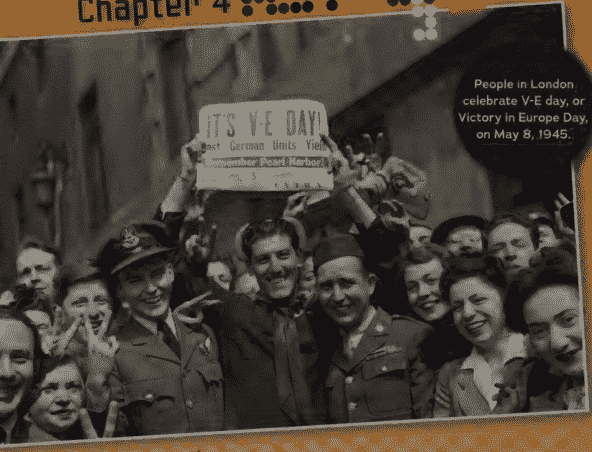 Chapter 4
IT'S V-E DAY!
German Units
Remember Pearl Harbor!
People in London
celebrate V-E day, or
Victory in Europe Day,
on May 8, 1945.